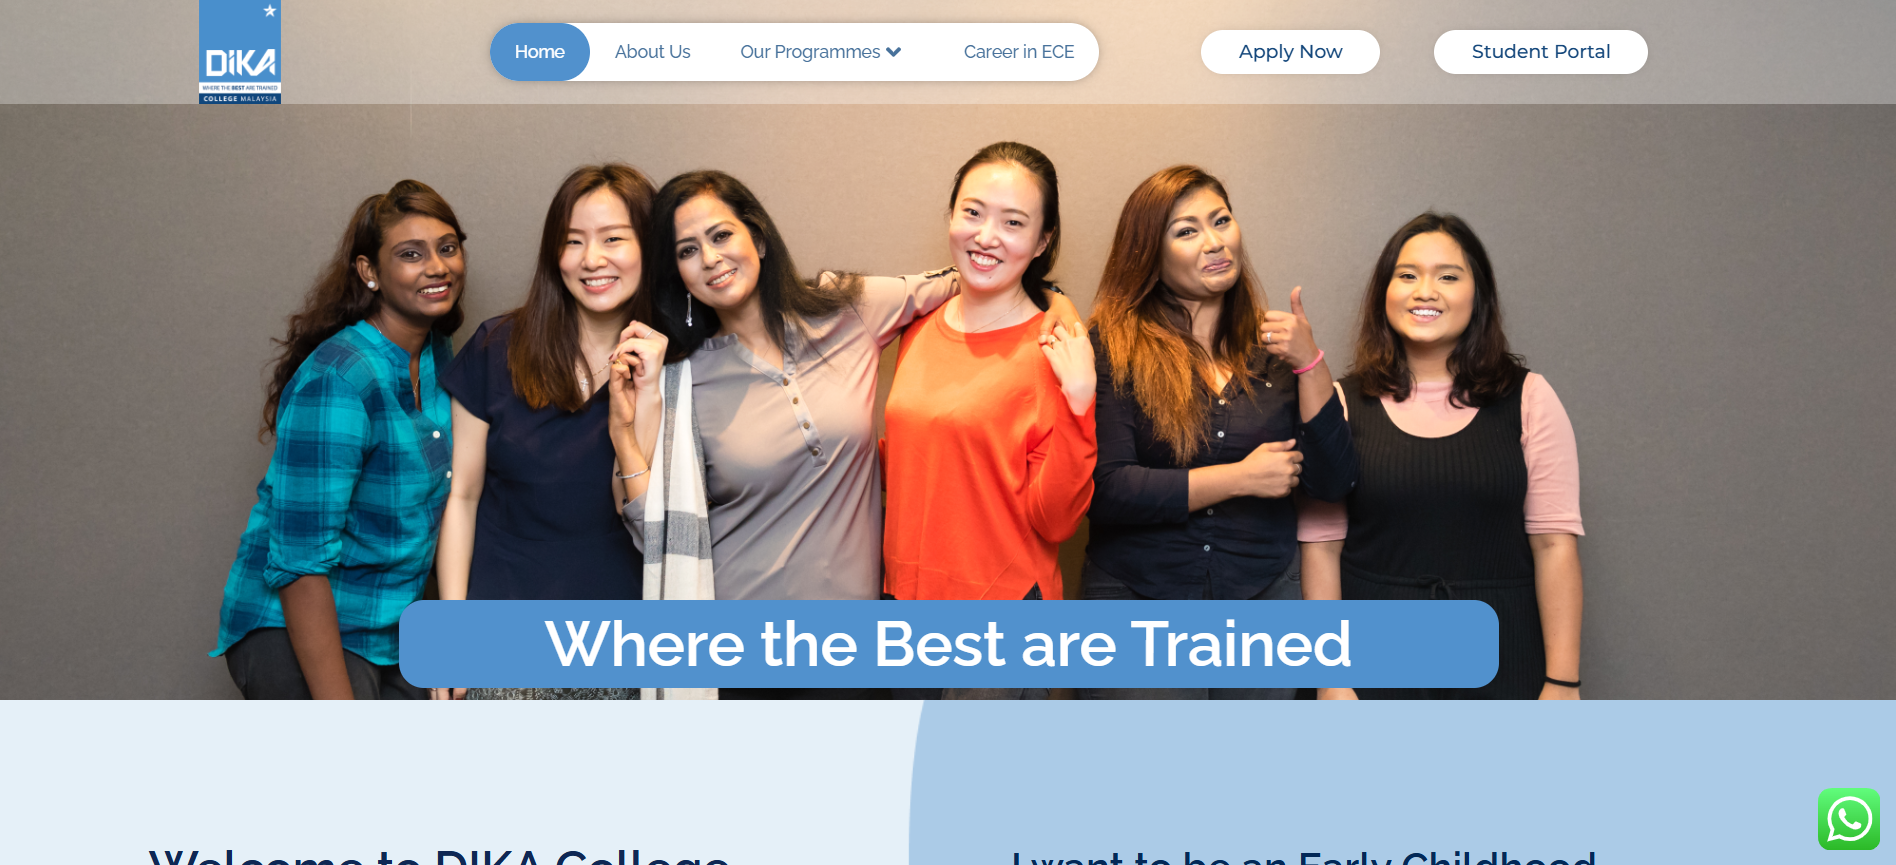 DIKA
WHERE THE BEST ARE TRAINED
COLLEGE MALAYSIA
Home
About Us
Our Programmes
Career in ECE
Apply Now
Student Portal
Where the Best are Trained
Welcome to DIKA College
I want to be an Early Childhood